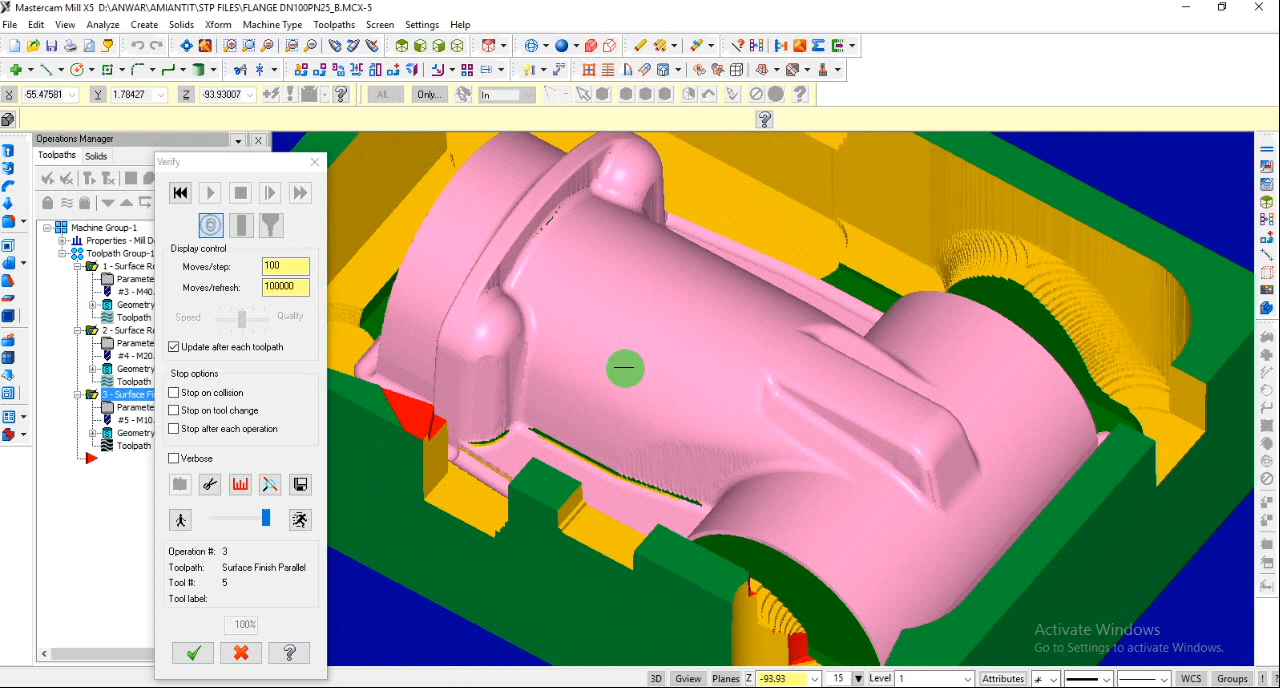 Mastercam Mill X5 D:\ANWAR\AMIANTIT\STP FILES\FLANGE DN100PN25_B.MCX-5
File Edit View Analyze Create Solids Xform Machine Type Toolpaths Screen Settings Help
X -55.47581 Y 1.78427 Z -93.93007 All... Only... In
Operations Manager
Toolpaths Solids
Machine Group-1
Properties - Mill D
Toolpath Group-1
1 - Surface Re
Paramete
#3 - M40.
Geometry
Toolpath
2 - Surface Re
Paramete
#4 - M20.
Geometry
Toolpath
3 - Surface Fi
Paramete
#5 - M10.
Geometry
Toolpath
Verify
Display control
Moves/step: 100
Moves/refresh: 100000
Speed Quality
Update after each toolpath
Stop options
Stop on collision
Stop on tool change
Stop after each operation
Verbose
Operation #: 3
Toolpath: Surface Finish Parallel
Tool #: 5
Tool label:
100%
Activate Windows
Go to Settings to activate Windows.
3D Gview Planes Z -93.93 15 Level 1 Attributes WCS Groups ! ?